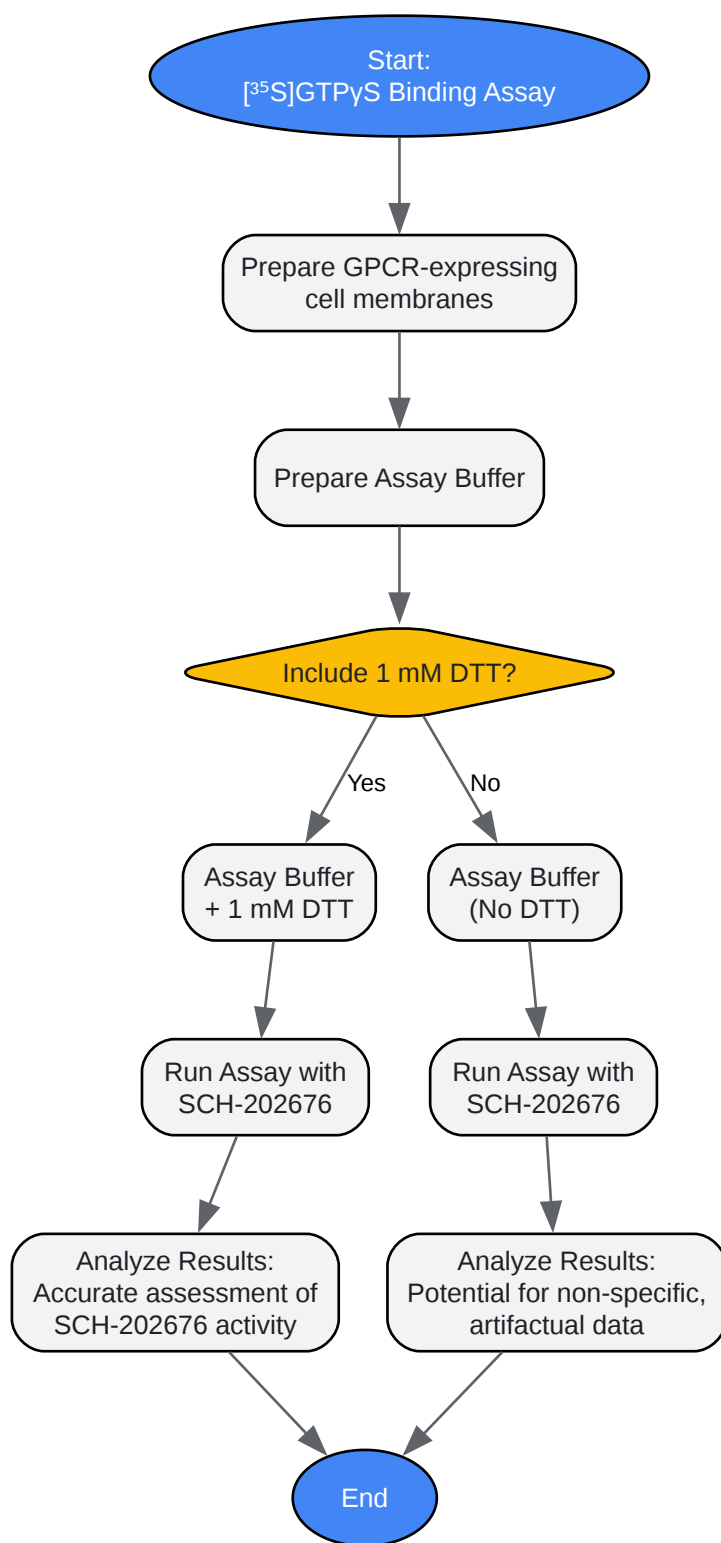 Start:
[³⁵S]GTPγS Binding Assay
Prepare GPCR-expressing
cell membranes
Prepare Assay Buffer
Include 1 mM DTT?
Yes
No
Assay Buffer
+ 1 mM DTT
Assay Buffer
(No DTT)
Run Assay with
SCH-202676
Run Assay with
SCH-202676
Analyze Results:
Accurate assessment of
SCH-202676 activity
Analyze Results:
Potential for non-specific,
artifactual data
End